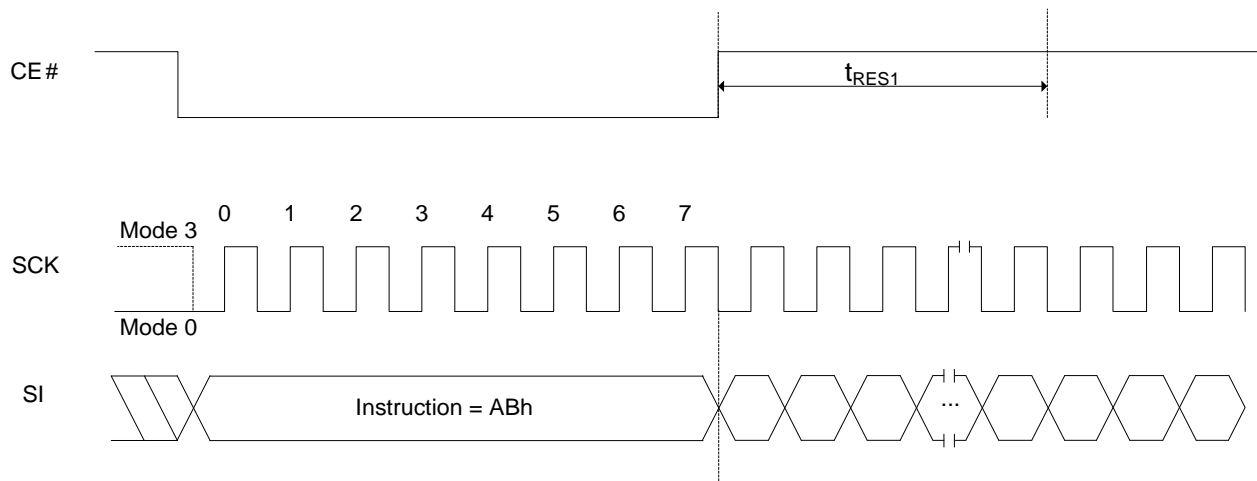 CE#
tRES1
0 1 2 3 4 5 6 7
Mode 3
SCK
Mode 0
SI
Instruction = ABh
...